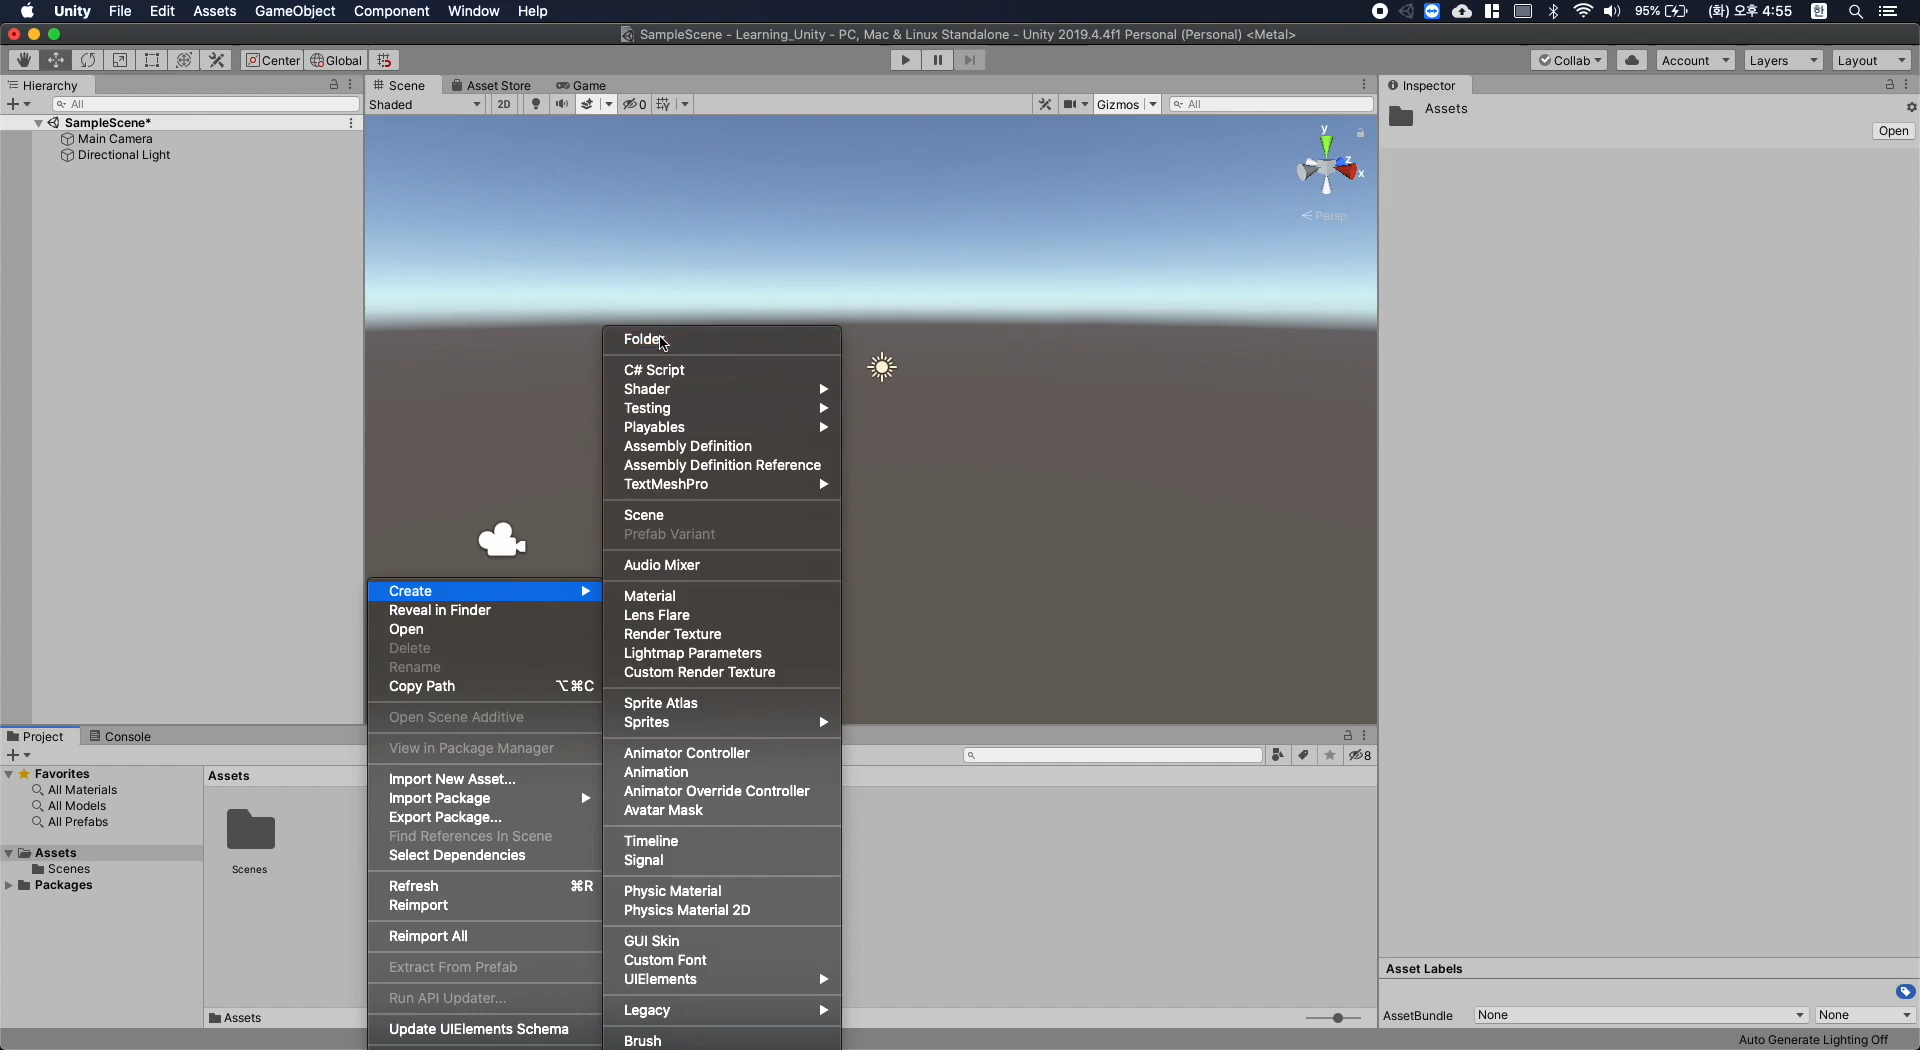 Unity File Edit Assets GameObject Component Window Help 95% (화) 오후 4:55 한
SampleScene - Learning_Unity - PC, Mac & Linux Standalone - Unity 2019.4.4f1 Personal (Personal) <Metal>
Center Global Collab Account Layers Layout
Hierarchy
All
SampleScene*
Main Camera
Directional Light
Scene Asset Store Game
Shaded 2D 0 Gizmos All
y
z
x
Persp
Inspector
Assets
Open
Folder
C# Script
Shader
Testing
Playables
Assembly Definition
Assembly Definition Reference
TextMeshPro
Scene
Prefab Variant
Audio Mixer
Material
Lens Flare
Render Texture
Lightmap Parameters
Custom Render Texture
Sprite Atlas
Sprites
Animator Controller
Animation
Animator Override Controller
Avatar Mask
Timeline
Signal
Physic Material
Physics Material 2D
GUI Skin
Custom Font
UIElements
Legacy
Brush
Create
Reveal in Finder
Open
Delete
Rename
Copy Path ⌥⌘C
Open Scene Additive
View in Package Manager
Import New Asset...
Import Package
Export Package...
Find References In Scene
Select Dependencies
Refresh ⌘R
Reimport
Reimport All
Extract From Prefab
Run API Updater...
Update UIElements Schema
Project Console
8
Favorites
All Materials
All Models
All Prefabs
Assets
Scenes
Packages
Assets
Scenes
Assets
Asset Labels
AssetBundle None None
Auto Generate Lighting Off